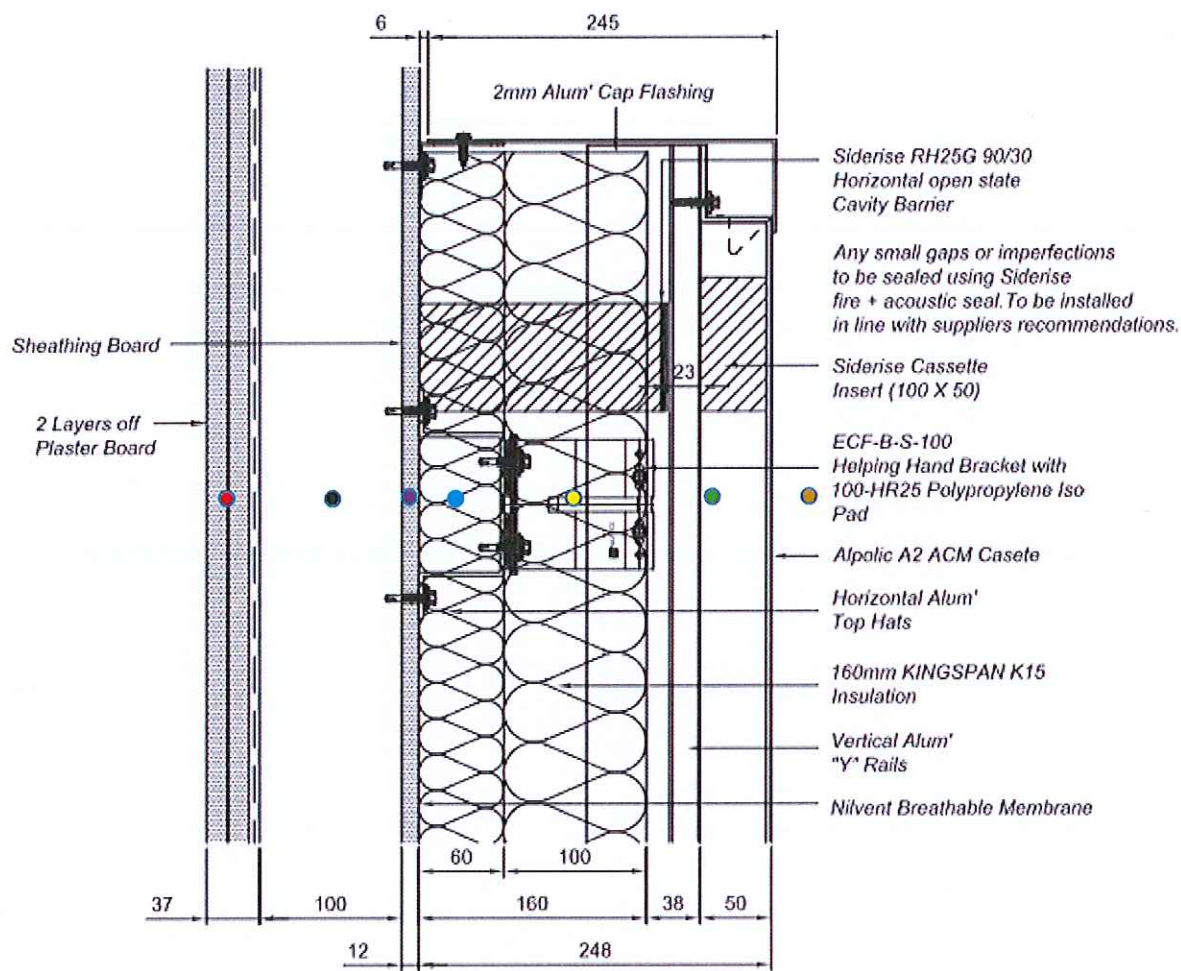 6
245
2mm Alum' Cap Flashing
Siderise RH25G 90/30
Horizontal open state
Cavity Barrier
Any small gaps or imperfections
to be sealed using Siderise
fire + acoustic seal. To be installed
in line with suppliers recommendations.
Sheathing Board
23
Siderise Cassette
Insert (100 X 50)
2 Layers off
Plaster Board
ECF-B-S-100
Helping Hand Bracket with
100-HR25 Polypropylene Iso
Pad
Alpolic A2 ACM Casete
Horizontal Alum'
Top Hats
160mm KINGSPAN K15
Insulation
Vertical Alum'
"Y" Rails
Nilvent Breathable Membrane
60
100
37
100
160
38
50
12
248